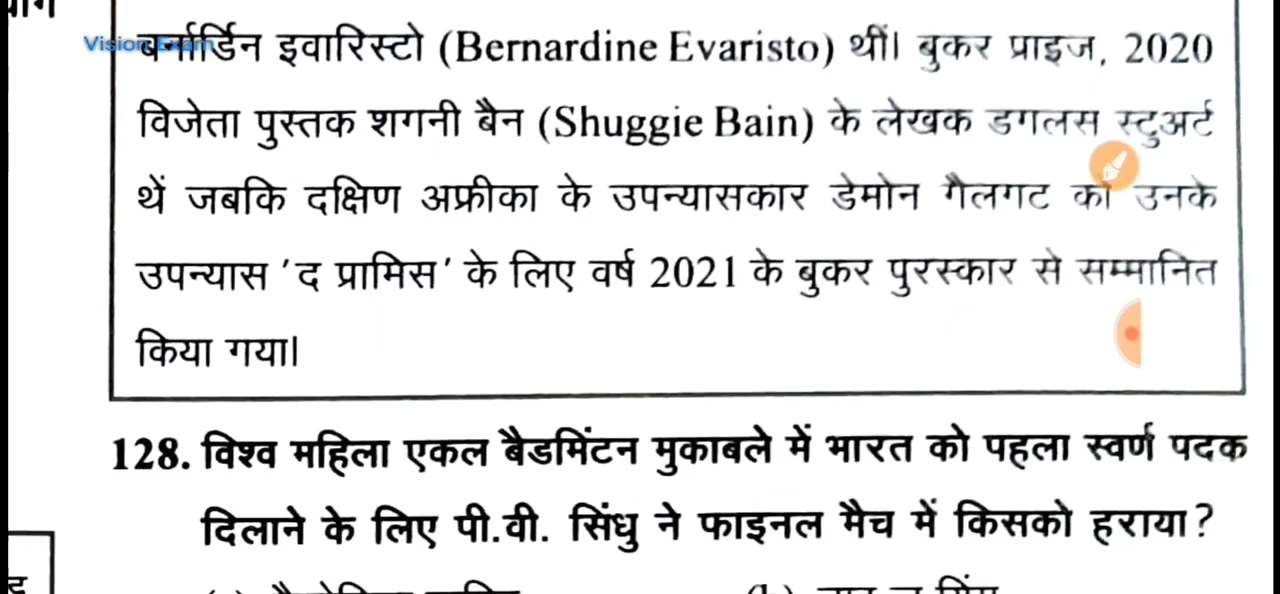 Vision Exam
बर्नार्डिन इवारिस्टो (Bernardine Evaristo) थीं। बुकर प्राइज, 2020
विजेता पुस्तक शगनी बैन (Shuggie Bain) के लेखक डगलस स्टुअर्ट
थें जबकि दक्षिण अफ्रीका के उपन्यासकार डेमोन गैलगट को उनके
उपन्यास 'द प्रामिस' के लिए वर्ष 2021 के बुकर पुरस्कार से सम्मानित
किया गया।
128. विश्व महिला एकल बैडमिंटन मुकाबले में भारत को पहला स्वर्ण पदक
दिलाने के लिए पी.वी. सिंधु ने फाइनल मैच में किसको हराया?